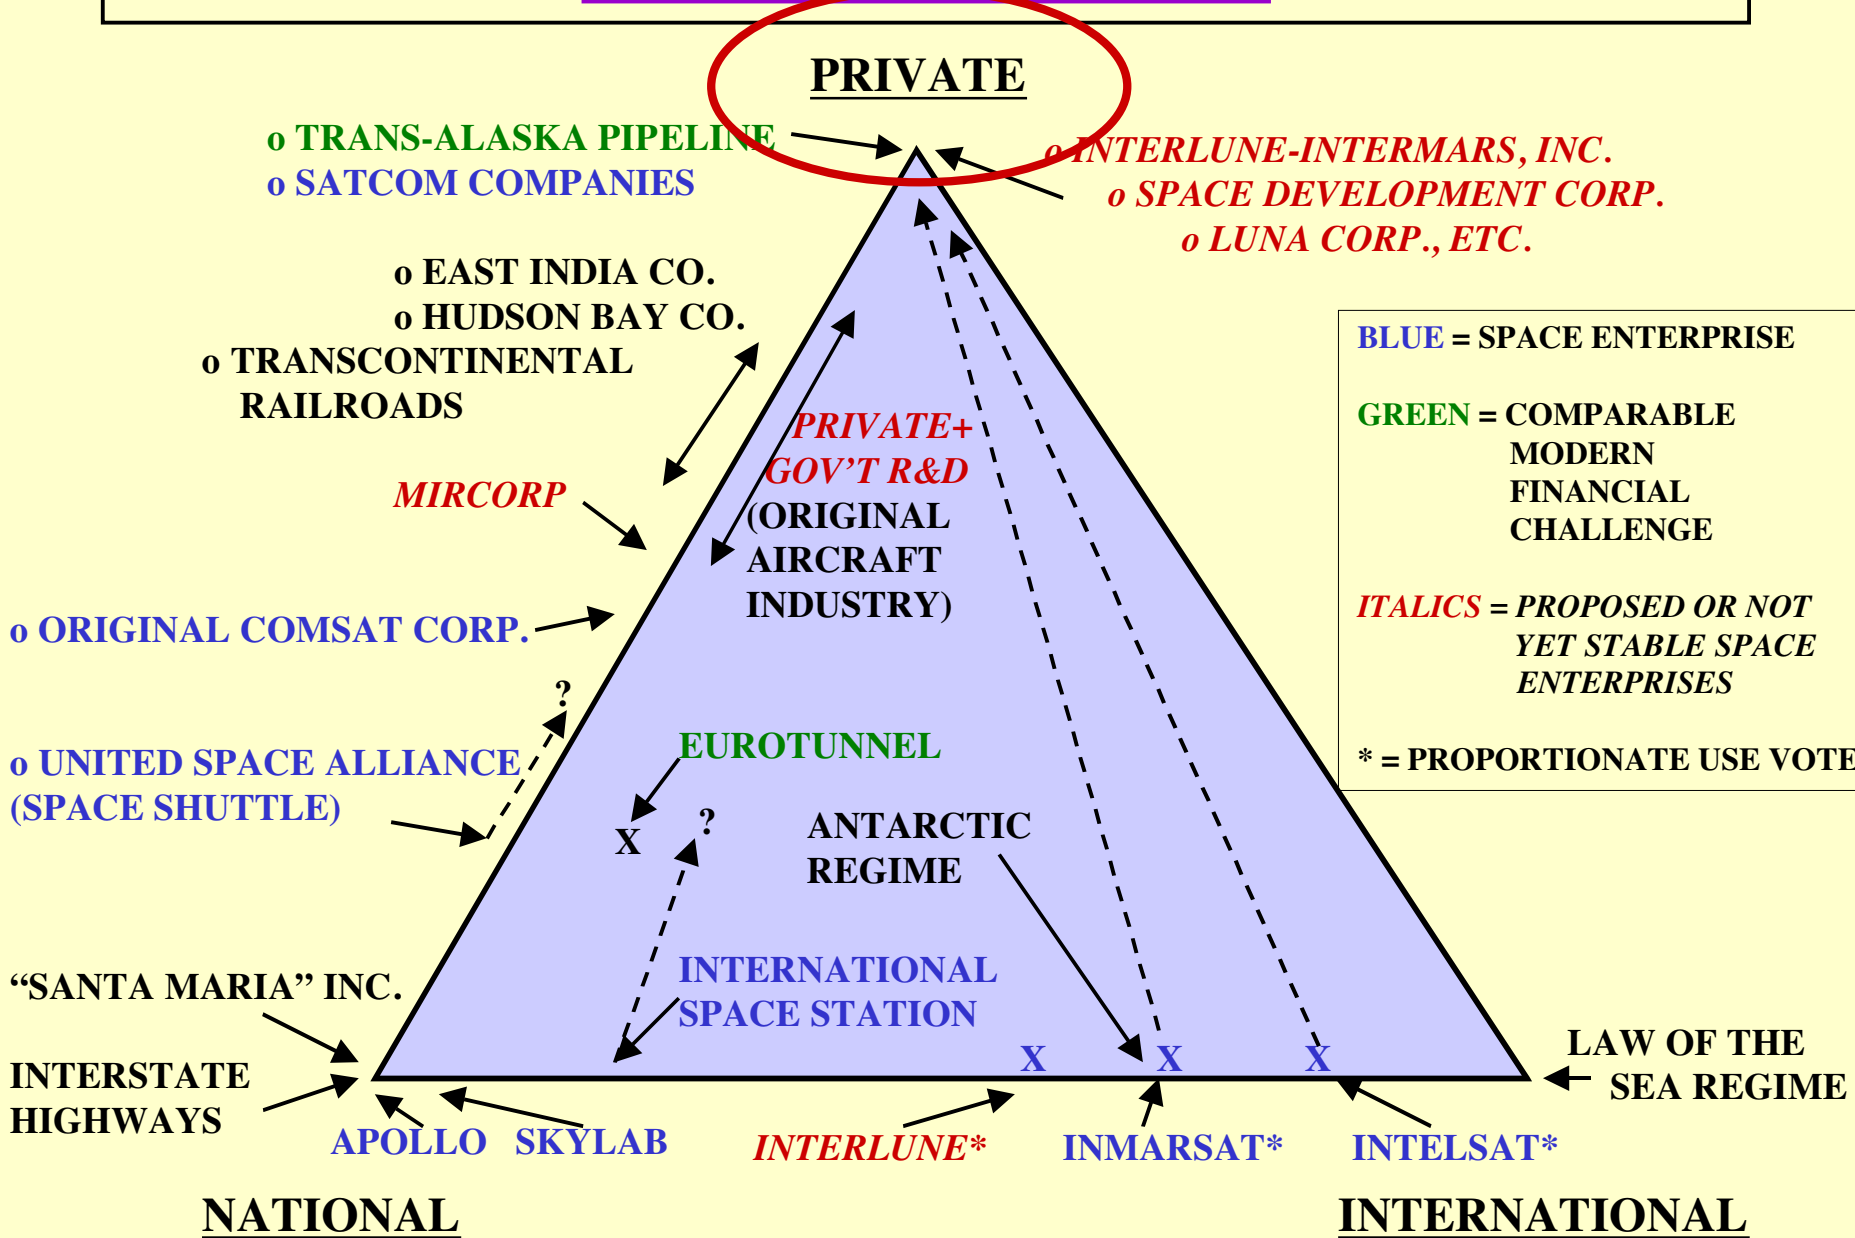 PRIVATE
o TRANS-ALASKA PIPELINE
o SATCOM COMPANIES
o INTERLUNE-INTERMARS, INC.
o SPACE DEVELOPMENT CORP.
o LUNA CORP., ETC.
o EAST INDIA CO.
o HUDSON BAY CO.
o TRANSCONTINENTAL
RAILROADS
BLUE = SPACE ENTERPRISE
GREEN = COMPARABLE
MODERN
FINANCIAL
CHALLENGE
ITALICS = PROPOSED OR NOT
YET STABLE SPACE
ENTERPRISES
* = PROPORTIONATE USE VOTE
PRIVATE+
GOV’T R&D
(ORIGINAL
AIRCRAFT
INDUSTRY)
MIRCORP
o ORIGINAL COMSAT CORP.
?
o UNITED SPACE ALLIANCE
(SPACE SHUTTLE)
EUROTUNNEL
X
?
ANTARCTIC
REGIME
INTERNATIONAL
SPACE STATION
“SANTA MARIA” INC.
INTERSTATE
HIGHWAYS
X X X
LAW OF THE
SEA REGIME
APOLLO SKYLAB INTERLUNE* INMARSAT* INTELSAT*
NATIONAL INTERNATIONAL